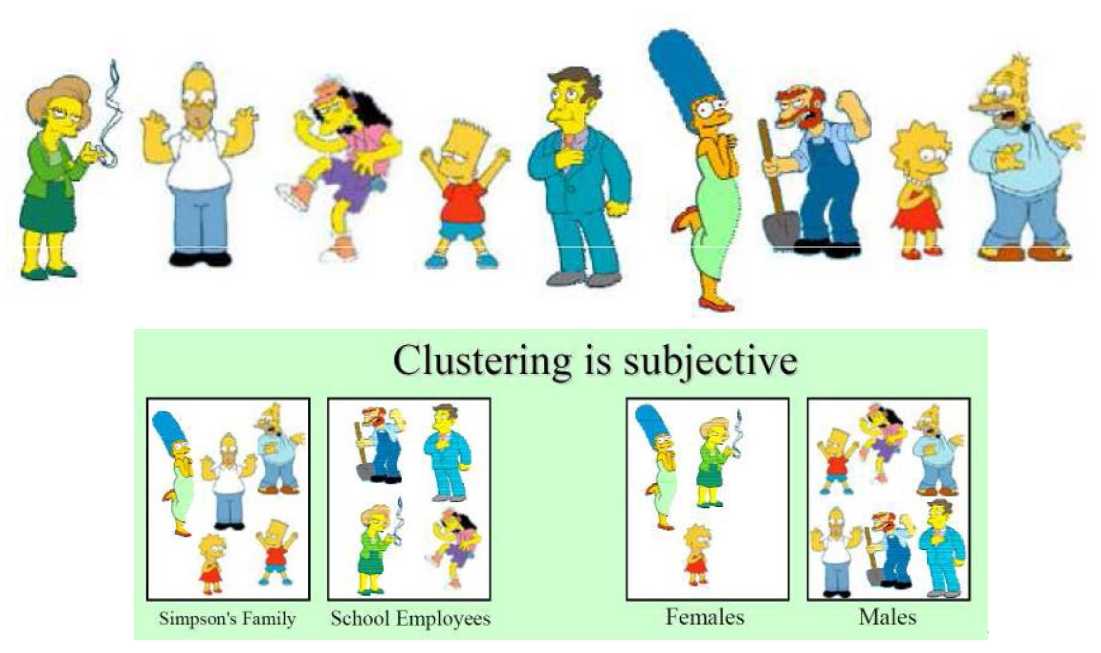 Clustering is subjective
Simpson's Family
School Employees
Females
Males